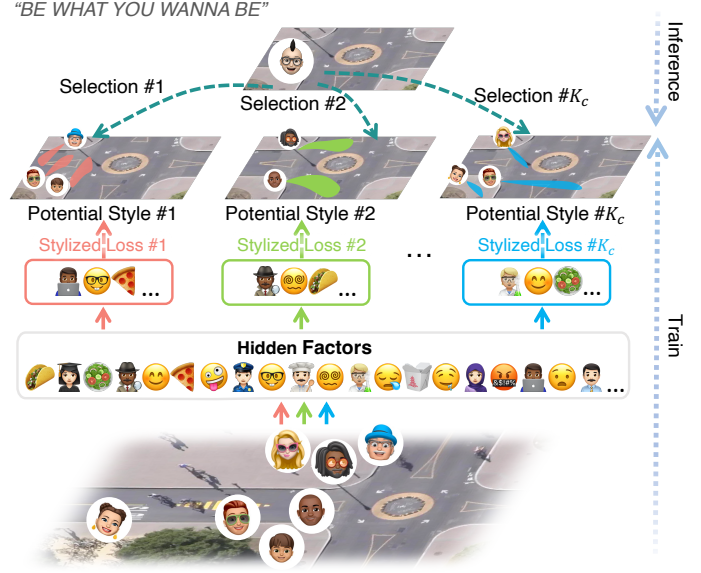 “BE WHAT YOU WANNA BE”
Selection #1
Selection #2
Selection #K_c
Inference
Potential Style #1
Potential Style #2
Potential Style #K_c
Stylized Loss #1
Stylized Loss #2
Stylized Loss #K_c
...
...
...
...
Train
Hidden Factors
&$!#%
...